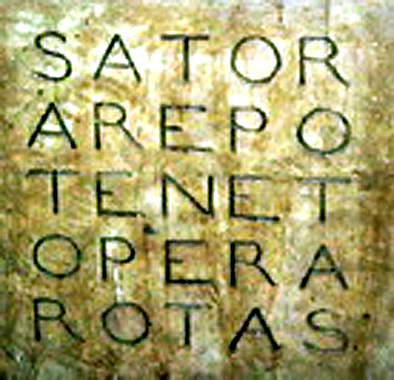 SATOR
AREPO
TENET
OPERA
ROTAS